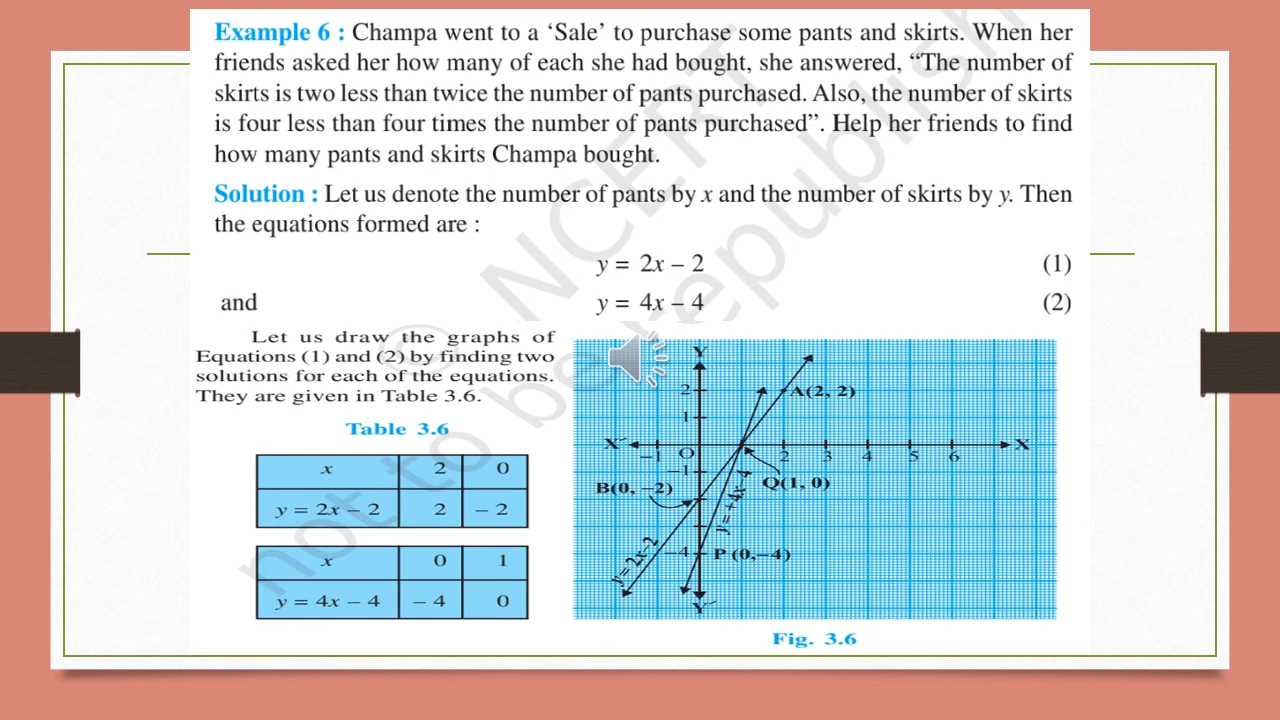 Example 6 : Champa went to a ‘Sale’ to purchase some pants and skirts. When her
friends asked her how many of each she had bought, she answered, “The number of
skirts is two less than twice the number of pants purchased. Also, the number of skirts
is four less than four times the number of pants purchased”. Help her friends to find
how many pants and skirts Champa bought.
Solution : Let us denote the number of pants by x and the number of skirts by y. Then
the equations formed are :
y = 2x – 2 (1)
and y = 4x – 4 (2)
Let us draw the graphs of
Equations (1) and (2) by finding two
solutions for each of the equations.
They are given in Table 3.6.
Table 3.6
x 2 0
y = 2x – 2 2 – 2
x 0 1
y = 4x – 4 – 4 0
Y
2
A(2, 2)
1
X′ –1 O 2 3 4 5 6 X
–1
B(0, –2)
Q(1, 0)
y = +4x–4
y = 2x–2
–4
P (0,–4)
Y′
Fig. 3.6
© NCERT
not to be republish